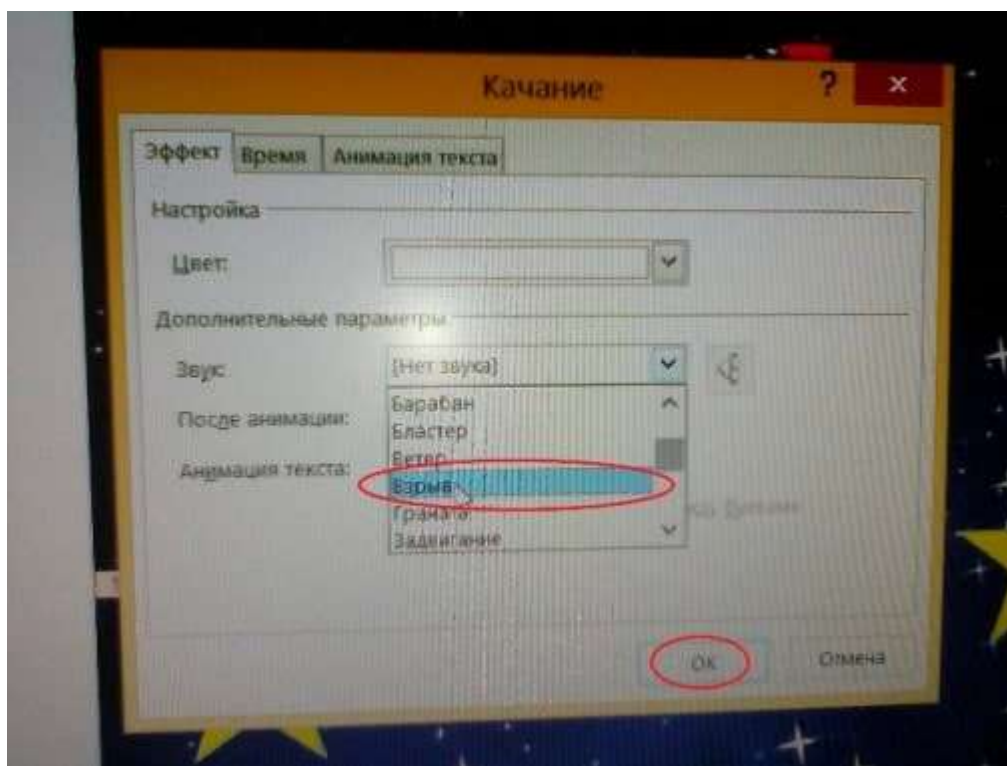 Качание ? x
Эффект Время Анимация текста
Настройка
Цвет:
Дополнительные параметры
Звук: [Нет звука]
После анимации:
Анимация текста:
Барабан
Бластер
Ветер
Взрыв
Граната
Задвигание
ОК Отмена